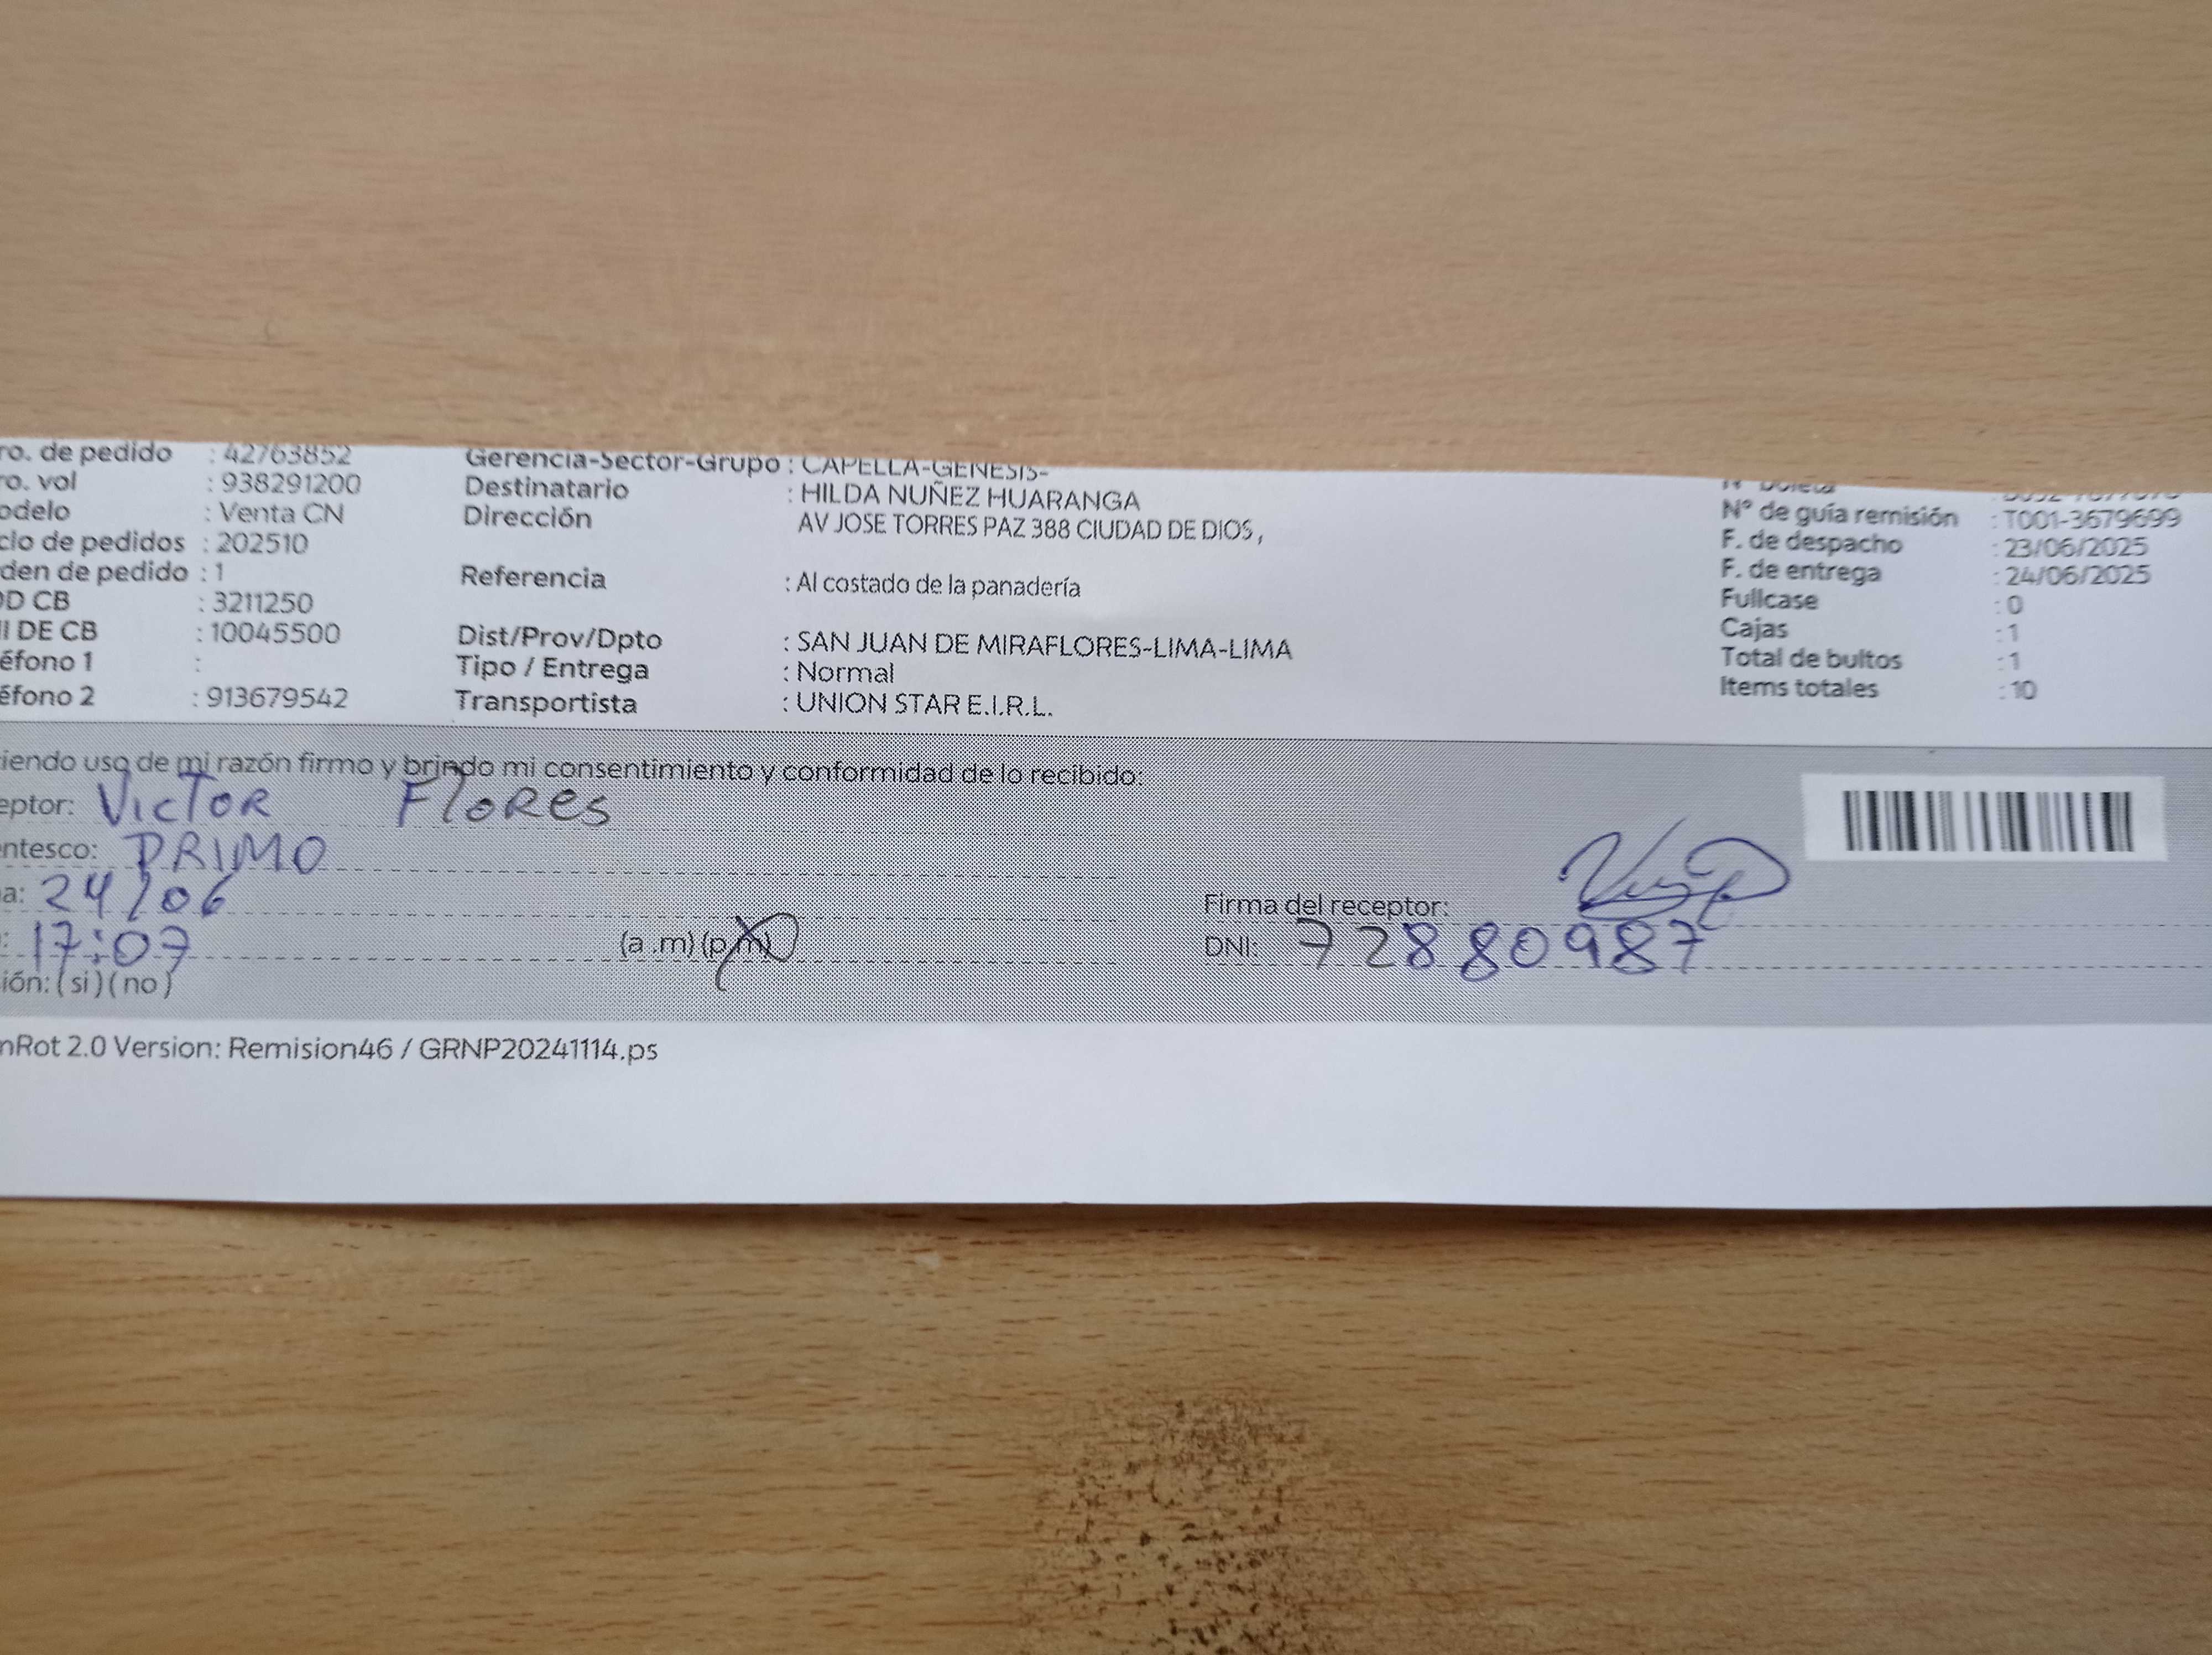 ro. de pedido : 42763852 Gerencia-Sector-Grupo : CAPELLA-GENESIS-
ro. vol : 938291200 Destinatario : HILDA NUÑEZ HUARANGA
odelo : Venta CN Dirección AV JOSE TORRES PAZ 388 CIUDAD DE DIOS,
clo de pedidos : 202510
den de pedido : 1 Referencia : Al costado de la panadería
OD CB : 3211250
I DE CB : 10045500 Dist/Prov/Dpto : SAN JUAN DE MIRAFLORES-LIMA-LIMA
éfono 1 : Tipo / Entrega : Normal
éfono 2 : 913679542 Transportista : UNION STAR E.I.R.L.
N° boleta
N° de guía remisión : T001-3679699
F. de despacho : 23/06/2025
F. de entrega : 24/06/2025
Fullcase : 0
Cajas : 1
Total de bultos : 1
Items totales : 10
iendo uso de mi razón firmo y brindo mi consentimiento y conformidad de lo recibido:
eptor: VICTOR FLORES
ntesco: PRIMO
a: 24/06
: 17:07 (a .m) (p.m)
ión: (si) (no)
Firma del receptor:
DNI: 72880987
nRot 2.0 Version: Remision46 / GRNP20241114.ps